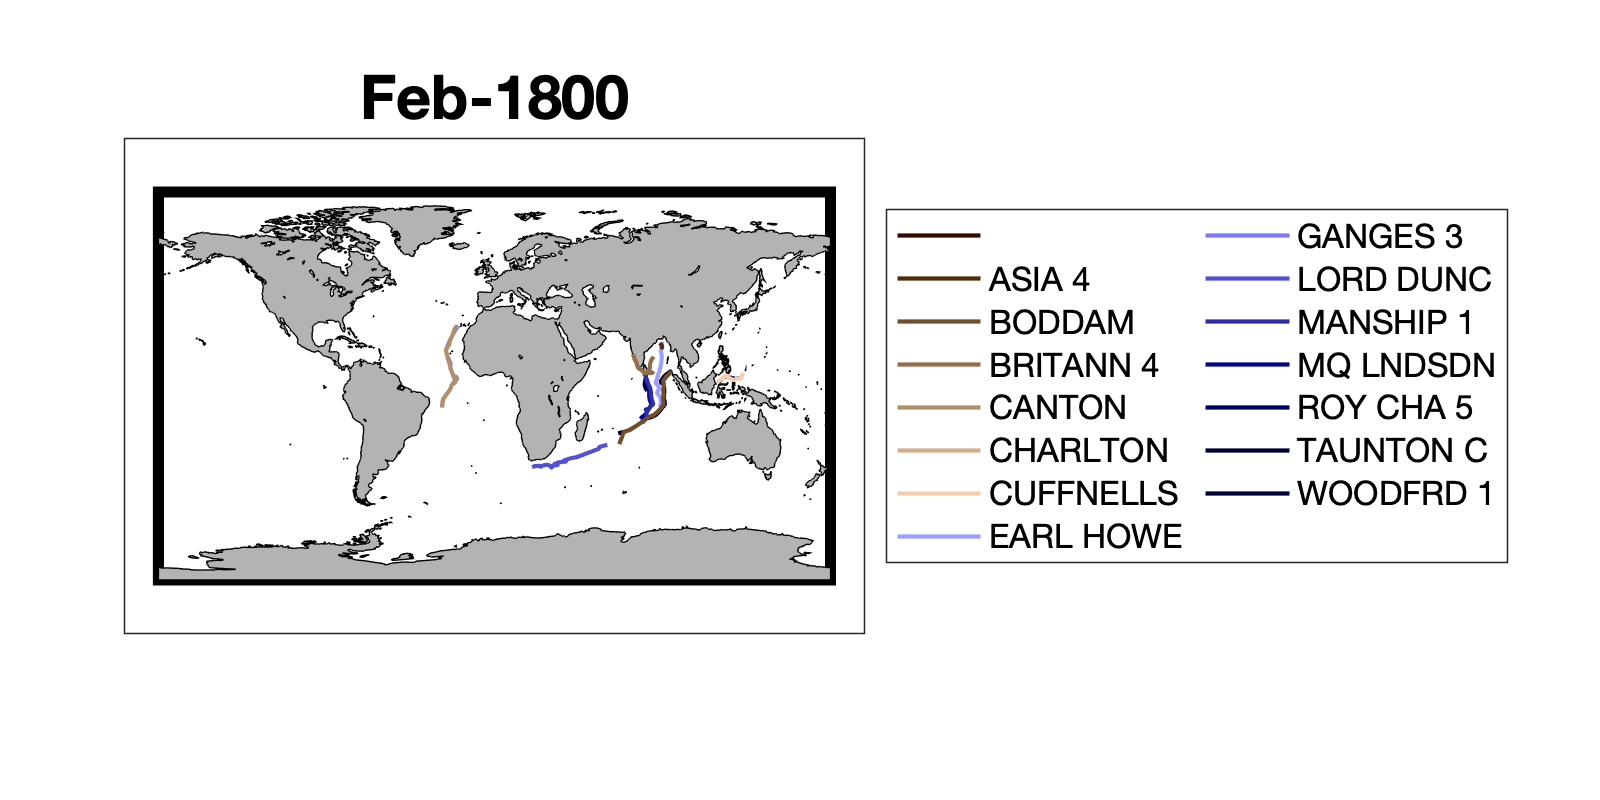 Feb-1800
ASIA 4
BODDAM
BRITANN 4
CANTON
CHARLTON
CUFFNELLS
EARL HOWE
GANGES 3
LORD DUNC
MANSHIP 1
MQ LNDSDN
ROY CHA 5
TAUNTON C
WOODFRD 1